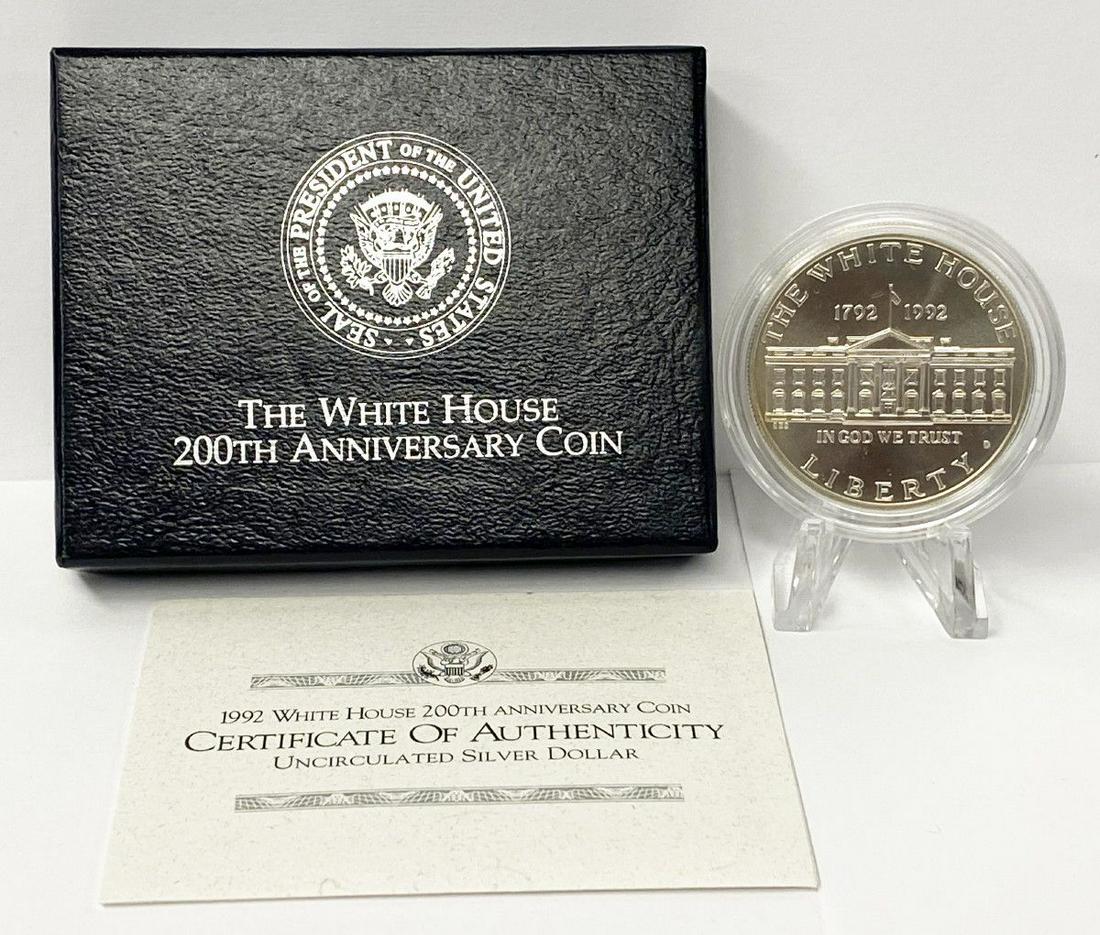 SEAL OF THE PRESIDENT OF THE UNITED STATES
THE WHITE HOUSE
200TH ANNIVERSARY COIN
THE WHITE HOUSE
1792 1992
IN GOD WE TRUST
D
LIBERTY
1992 WHITE HOUSE 200TH ANNIVERSARY COIN
CERTIFICATE OF AUTHENTICITY
UNCIRCULATED SILVER DOLLAR